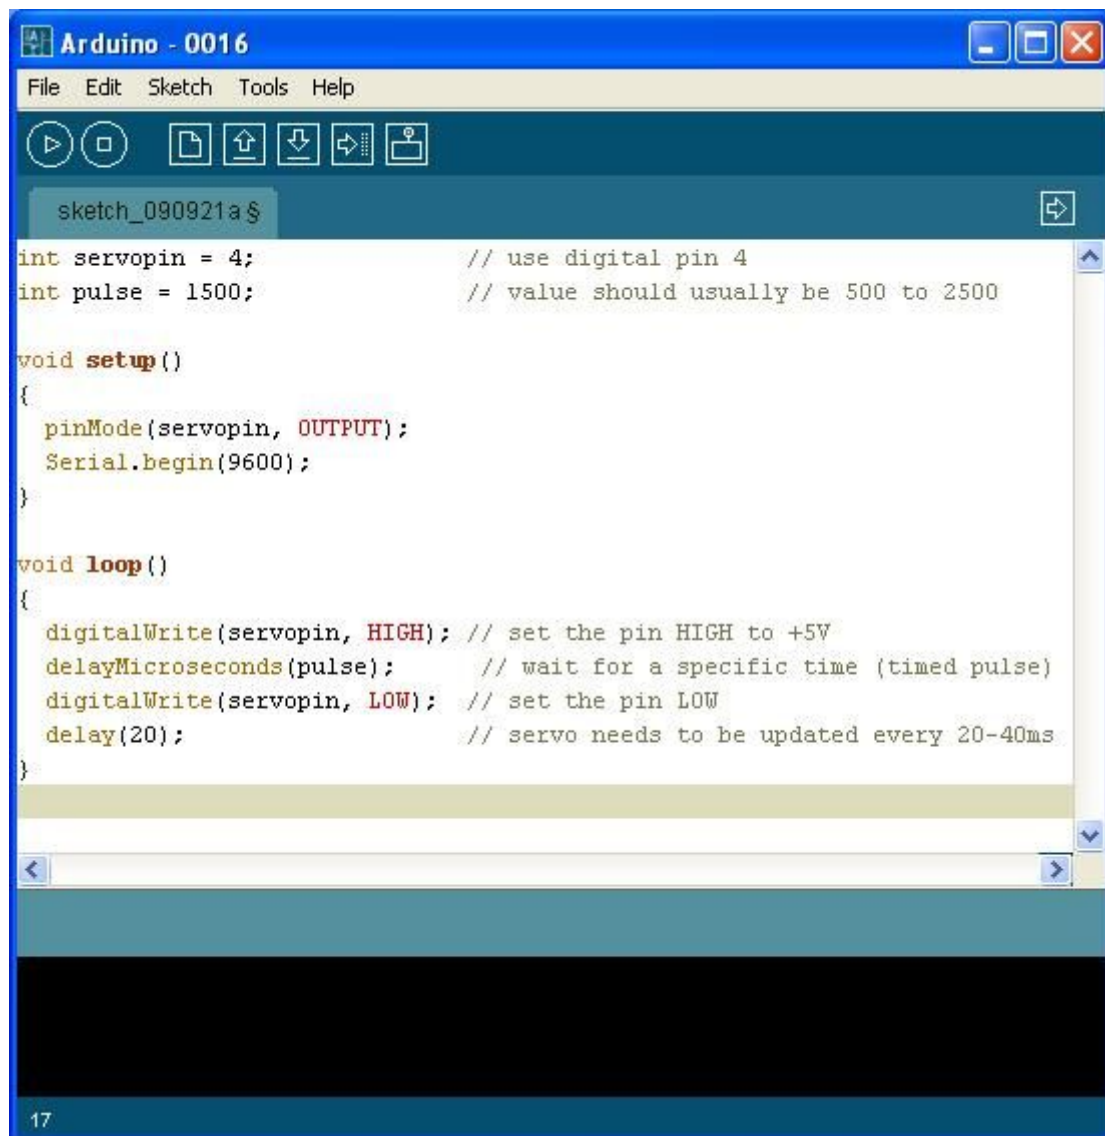 Arduino - 0016
File Edit Sketch Tools Help
sketch_090921a §
int servopin = 4; // use digital pin 4
int pulse = 1500; // value should usually be 500 to 2500
void setup()
{
pinMode(servopin, OUTPUT);
Serial.begin(9600);
}
void loop()
{
digitalWrite(servopin, HIGH); // set the pin HIGH to +5V
delayMicroseconds(pulse); // wait for a specific time (timed pulse)
digitalWrite(servopin, LOW); // set the pin LOW
delay(20); // servo needs to be updated every 20-40ms
}
17